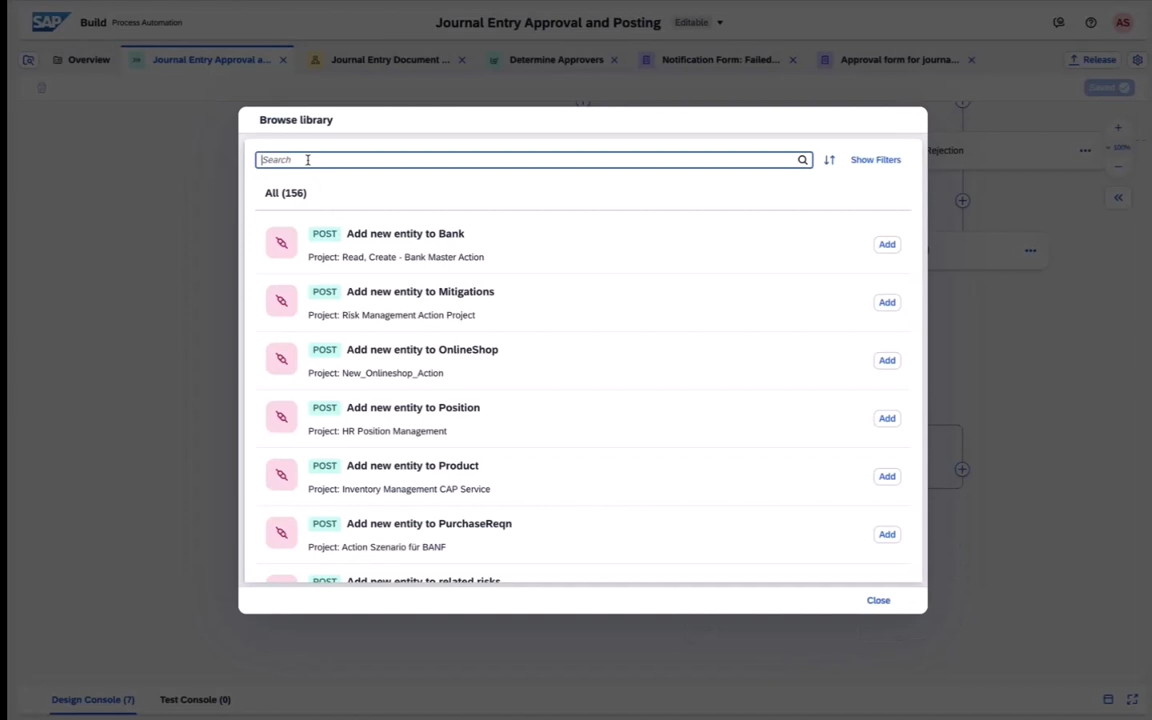 SAP Build Process Automation
Journal Entry Approval and Posting Editable
AS
Overview Journal Entry Approval a... Journal Entry Document ... Determine Approvers Notification Form: Failed... Approval form for journa... Release
Saved
Browse library
Search Show Filters
All (156)
POST Add new entity to Bank
Project: Read, Create - Bank Master Action
Add
POST Add new entity to Mitigations
Project: Risk Management Action Project
Add
POST Add new entity to OnlineShop
Project: New_Onlineshop_Action
Add
POST Add new entity to Position
Project: HR Position Management
Add
POST Add new entity to Product
Project: Inventory Management CAP Service
Add
POST Add new entity to PurchaseReqn
Project: Action Szenario für BANF
Add
POST Add new entity to related risks
Close
Rejection
100%
Design Console (7) Test Console (0)